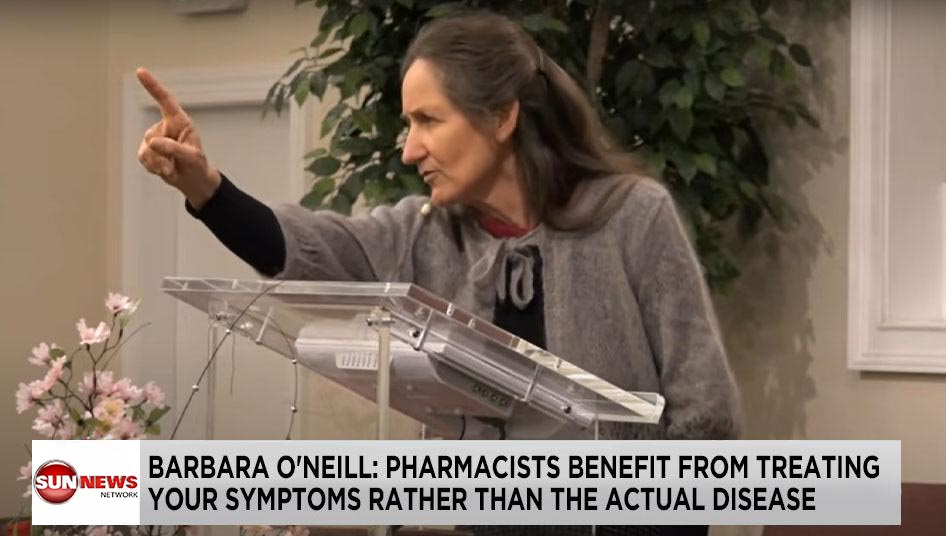 SUN NEWS
NETWORK
BARBARA O'NEILL: PHARMACISTS BENEFIT FROM TREATING
YOUR SYMPTOMS RATHER THAN THE ACTUAL DISEASE